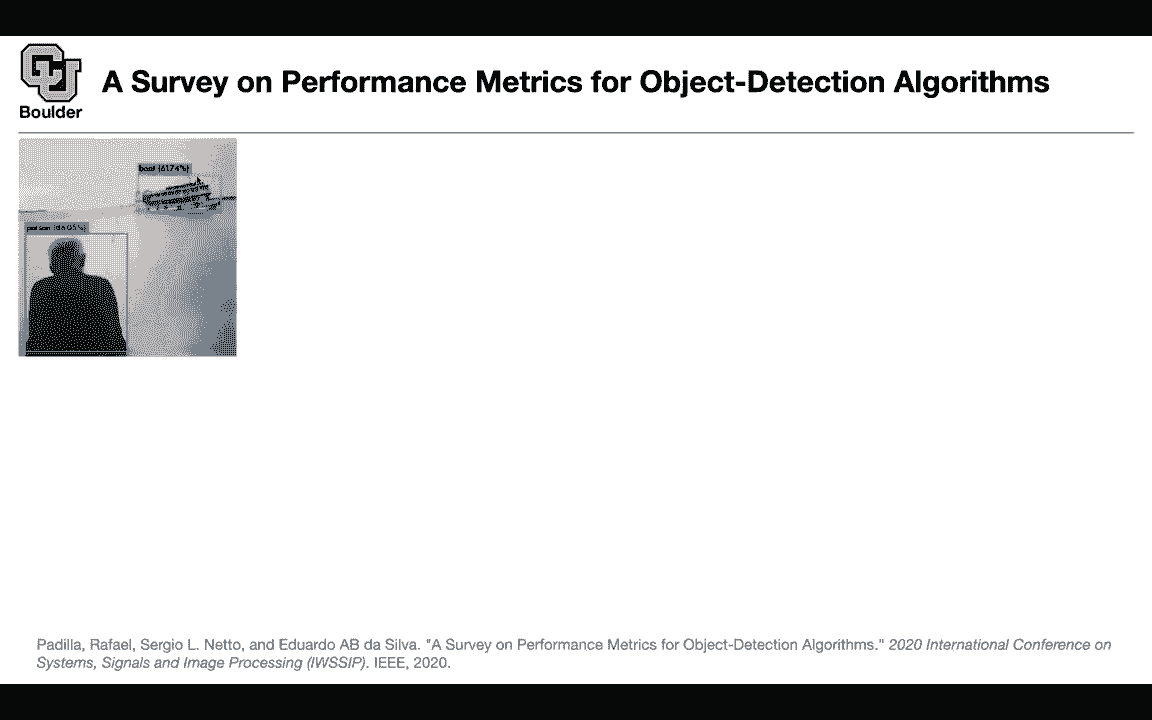 Boulder
A Survey on Performance Metrics for Object-Detection Algorithms
boat (61.74%)
person
Padilla, Rafael, Sergio L. Netto, and Eduardo AB da Silva. "A Survey on Performance Metrics for Object-Detection Algorithms." 2020 International Conference on
Systems, Signals and Image Processing (IWSSIP). IEEE, 2020.